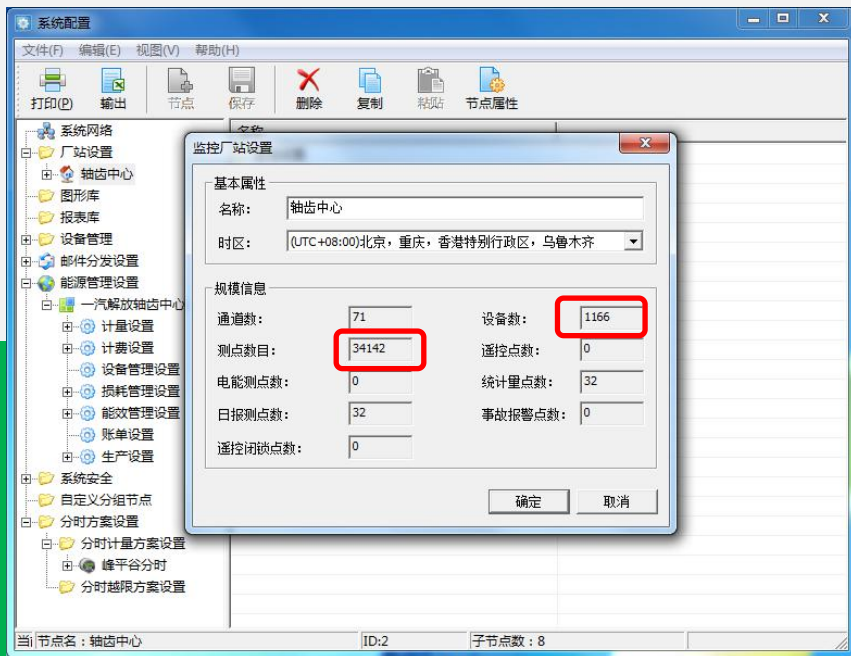 系统配置
文件(F) 编辑(E) 视图(V) 帮助(H)
打印(P) 输出 节点 保存 删除 复制 粘贴 节点属性
系统网络
厂站设置
轴齿中心
图形库
报表库
设备管理
邮件分发设置
能源管理设置
一汽解放轴齿中心
计量设置
计费设置
设备管理设置
损耗管理设置
能效管理设置
账单设置
生产设置
系统安全
自定义分组节点
分时方案设置
分时计量方案设置
峰平谷分时
分时越限方案设置
名称
监控厂站设置
基本属性
名称: 轴齿中心
时区: (UTC+08:00)北京，重庆，香港特别行政区，乌鲁木齐
规模信息
通道数: 71 设备数: 1166
测点数目: 34142 遥控点数: 0
电能测点数: 0 统计量点数: 32
日报测点数: 32 事故报警点数: 0
遥控闭锁点数: 0
确定 取消
节点名：轴齿中心 ID:2 子节点数：8